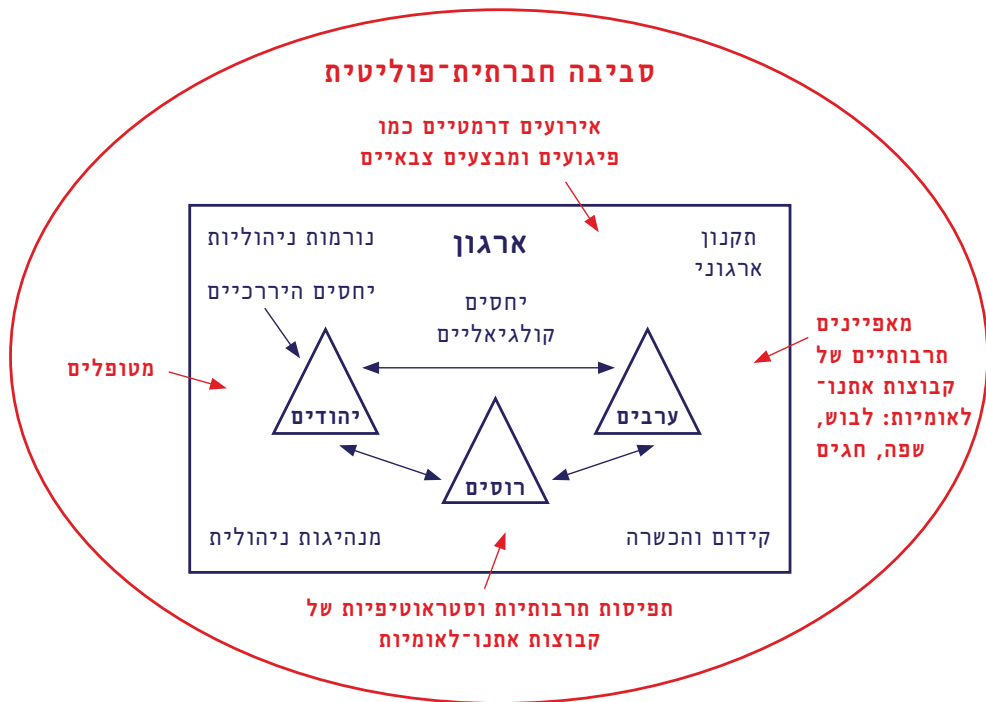 סביבה חברתית־פוליטית
אירועים דרמטיים כמו
פיגועים ומבצעים צבאיים
תקנון
ארגוני
ארגון
נורמות ניהוליות
יחסים היררכיים
יחסים
קולגיאליים
מאפיינים
תרבותיים של
קבוצות אתנו־
לאומיות: לבוש,
שפה, חגים
מטופלים
ערבים
יהודים
רוסים
קידום והכשרה
מנהיגות ניהולית
תפיסות תרבותיות וסטראוטיפיות של
קבוצות אתנו־לאומיות